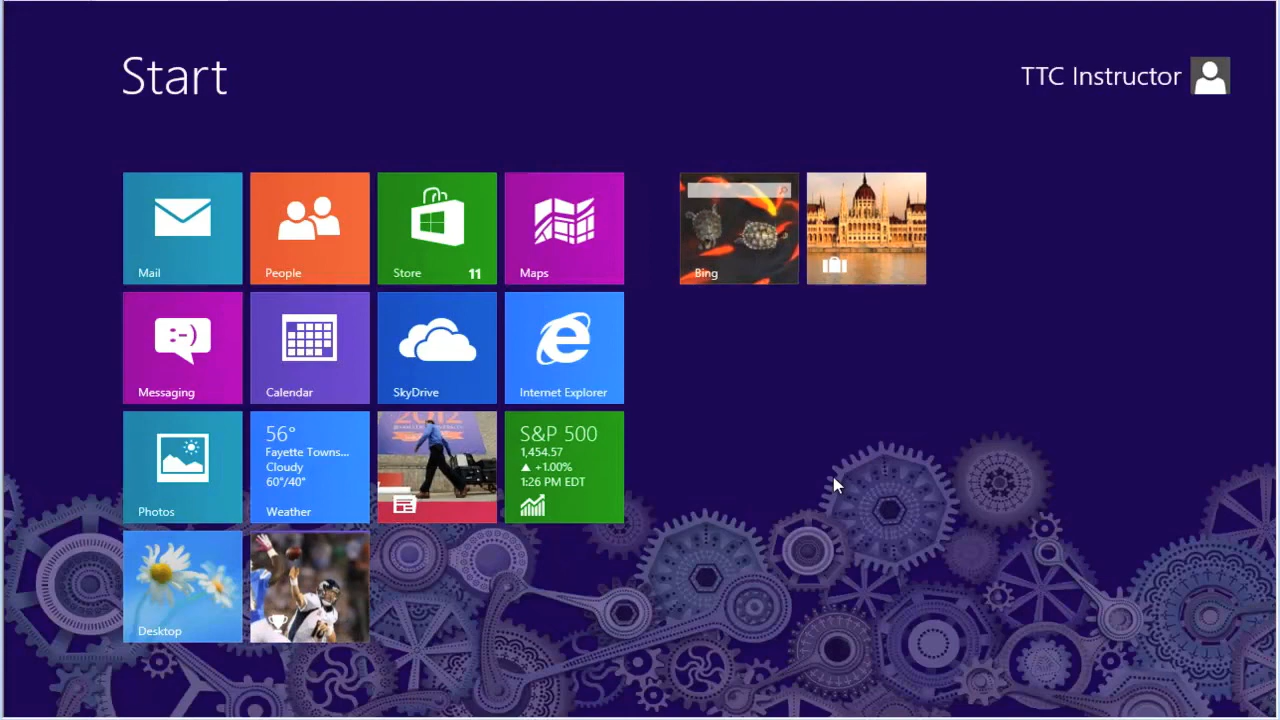 Start
TTC Instructor
Mail
People
Store
11
Maps
Bing
Messaging
Calendar
SkyDrive
Internet Explorer
Photos
56°
Fayette Towns...
Cloudy
60°/40°
Weather
2012
S&P 500
1,454.57
▲ +1.00%
1:26 PM EDT
Desktop